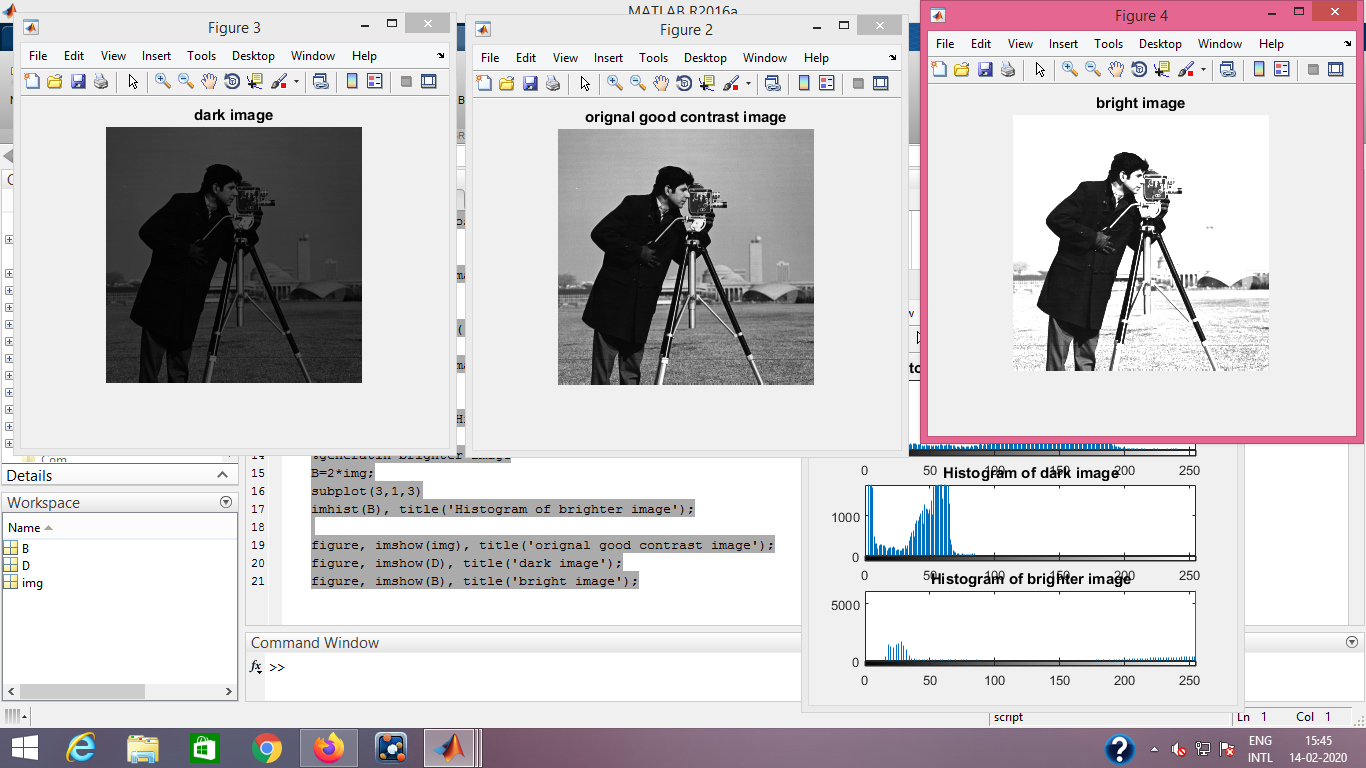 MATLAB R2016a
Figure 3
File Edit View Insert Tools Desktop Window Help
dark image
Figure 2
File Edit View Insert Tools Desktop Window Help
orignal good contrast image
Figure 4
File Edit View Insert Tools Desktop Window Help
bright image
Com
Details
Workspace
Name
B
D
img
14 %generatin brighter image
15 B=2*img;
16 subplot(3,1,3)
17 imhist(B), title('Histogram of brighter image');
18
19 figure, imshow(img), title('orignal good contrast image');
20 figure, imshow(D), title('dark image');
21 figure, imshow(B), title('bright image');
Command Window
fx >>
0 50 100 150 200 250
Histogram of dark image
1000
0
0 50 100 150 200 250
Histogram of brighter image
5000
0
0 50 100 150 200 250
script
Ln 1 Col 1
ENG
INTL
15:45
14-02-2020